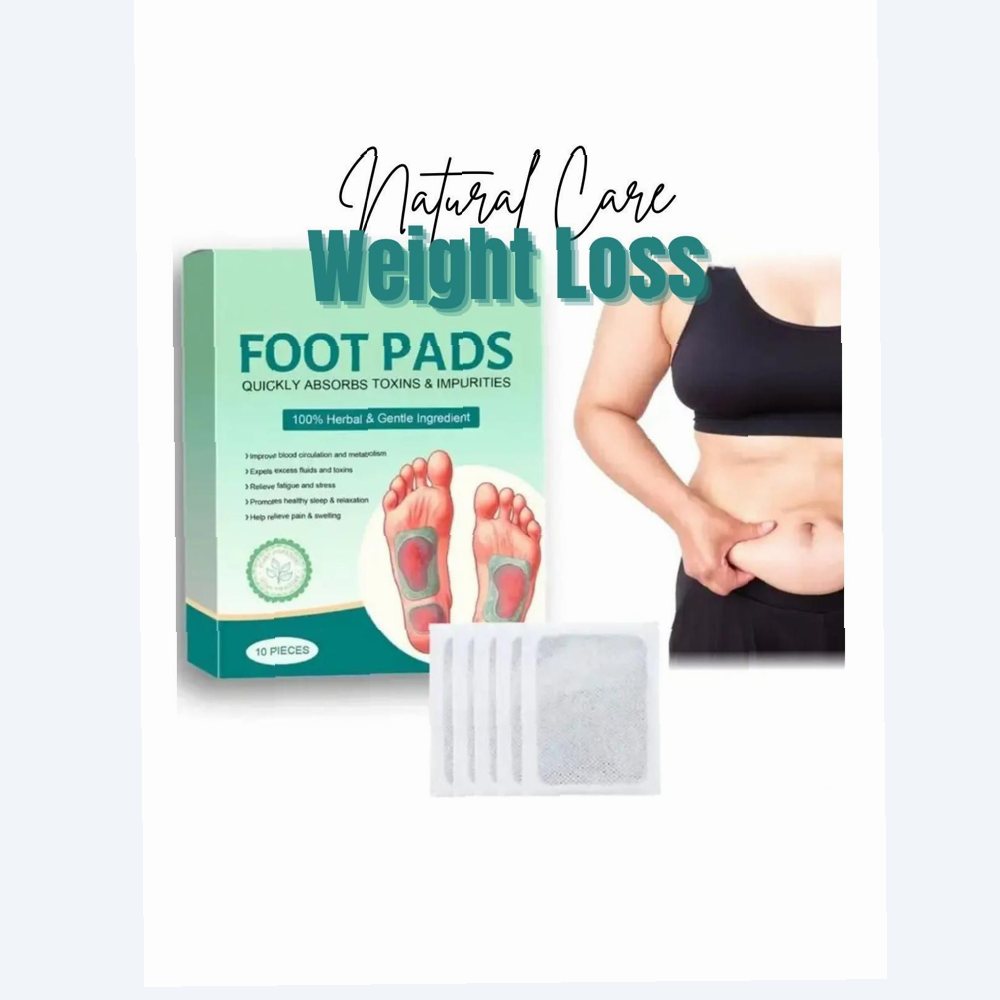 Natural Care
Weight Loss
FOOT PADS
QUICKLY ABSORBS TOXINS & IMPURITIES
100% Herbal & Gentle Ingredient
Improve blood circulation and metabolism
Expels excess fluids and toxins
Relieve fatigue and stress
Promotes healthy sleep & relaxation
Help relieve pain & swelling
10 PIECES